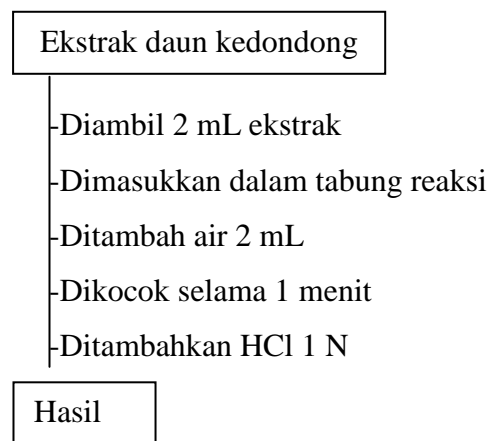 Ekstrak daun kedondong
-Diambil 2 mL ekstrak
-Dimasukkan dalam tabung reaksi
-Ditambah air 2 mL
-Dikocok selama 1 menit
-Ditambahkan HCl 1 N
Hasil